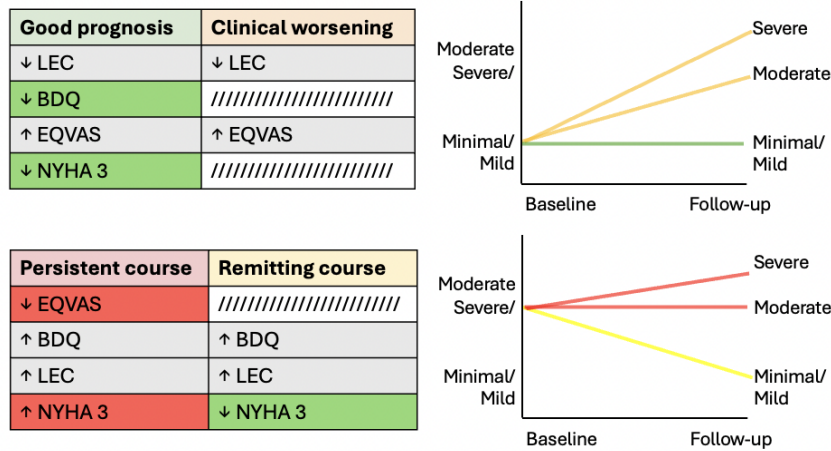 Good prognosis Clinical worsening
↓ LEC ↓ LEC
↓ BDQ /////////////////////////
↑ EQVAS ↑ EQVAS
↓ NYHA 3 /////////////////////////
Moderate
Severe/
Minimal/
Mild
Severe
Moderate
Minimal/
Mild
Baseline Follow-up
Persistent course Remitting course
↓ EQVAS /////////////////////////
↑ BDQ ↑ BDQ
↑ LEC ↑ LEC
↑ NYHA 3 ↓ NYHA 3
Moderate
Severe/
Minimal/
Mild
Severe
Moderate
Minimal/
Mild
Baseline Follow-up